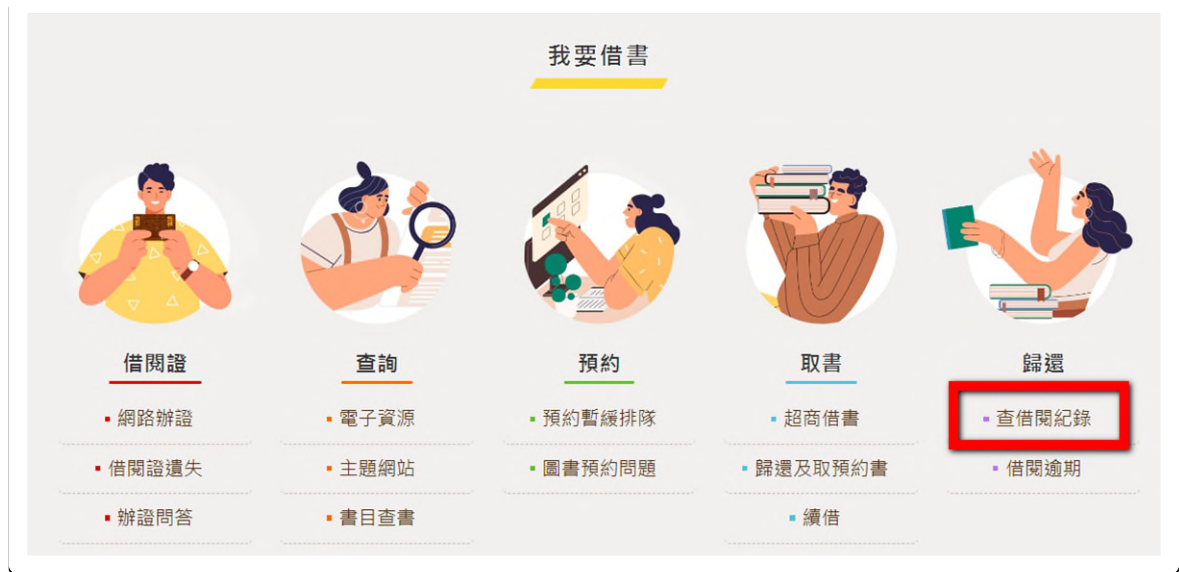 我要借書
借閱證
網路辦證
借閱證遺失
辦證問答
查詢
電子資源
主題網站
書目查書
預約
預約暫緩排隊
圖書預約問題
取書
超商借書
歸還及取預約書
續借
歸還
查借閱紀錄
借閱逾期